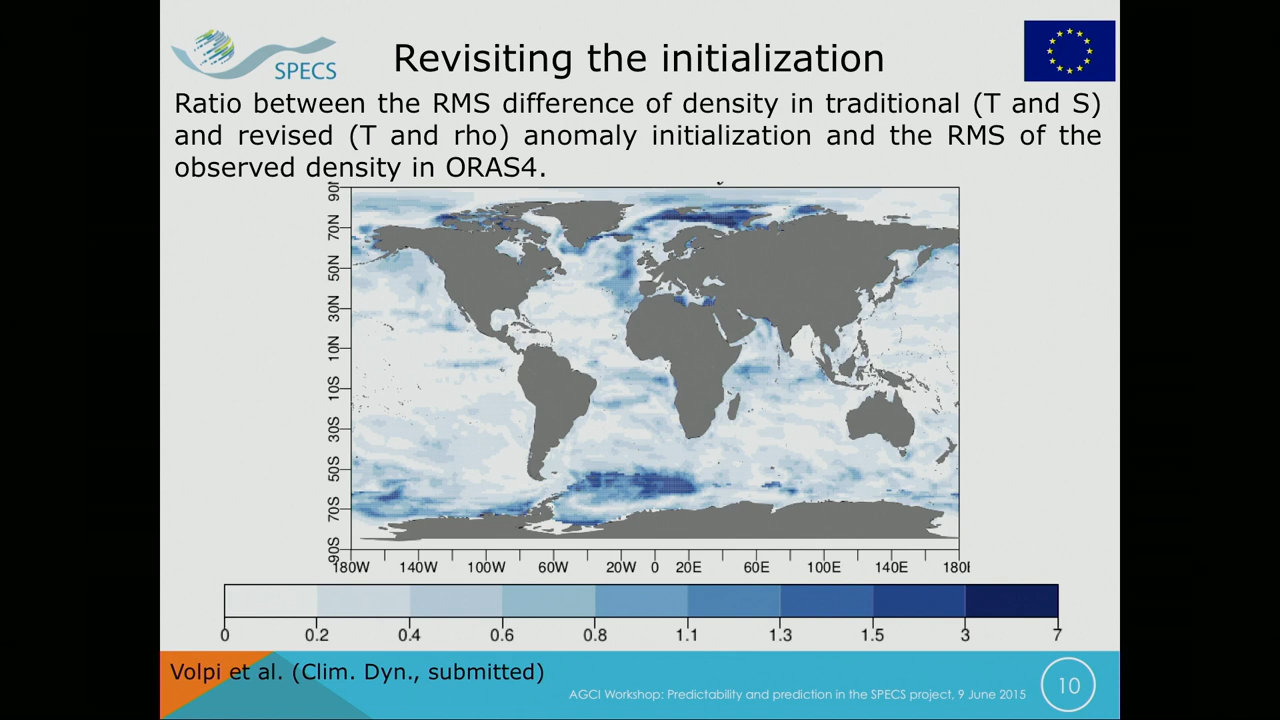 SPECS
Revisiting the initialization
Ratio between the RMS difference of density in traditional (T and S)
and revised (T and rho) anomaly initialization and the RMS of the
observed density in ORAS4.
90N
70N
50N
30N
10N
10S
30S
50S
70S
90S
180W 140W 100W 60W 20W 0 20E 60E 100E 140E 180E
0 0.2 0.4 0.6 0.8 1.1 1.3 1.5 3 7
Volpi et al. (Clim. Dyn., submitted)
AGCI Workshop: Predictability and prediction in the SPECS project, 9 June 2015
10